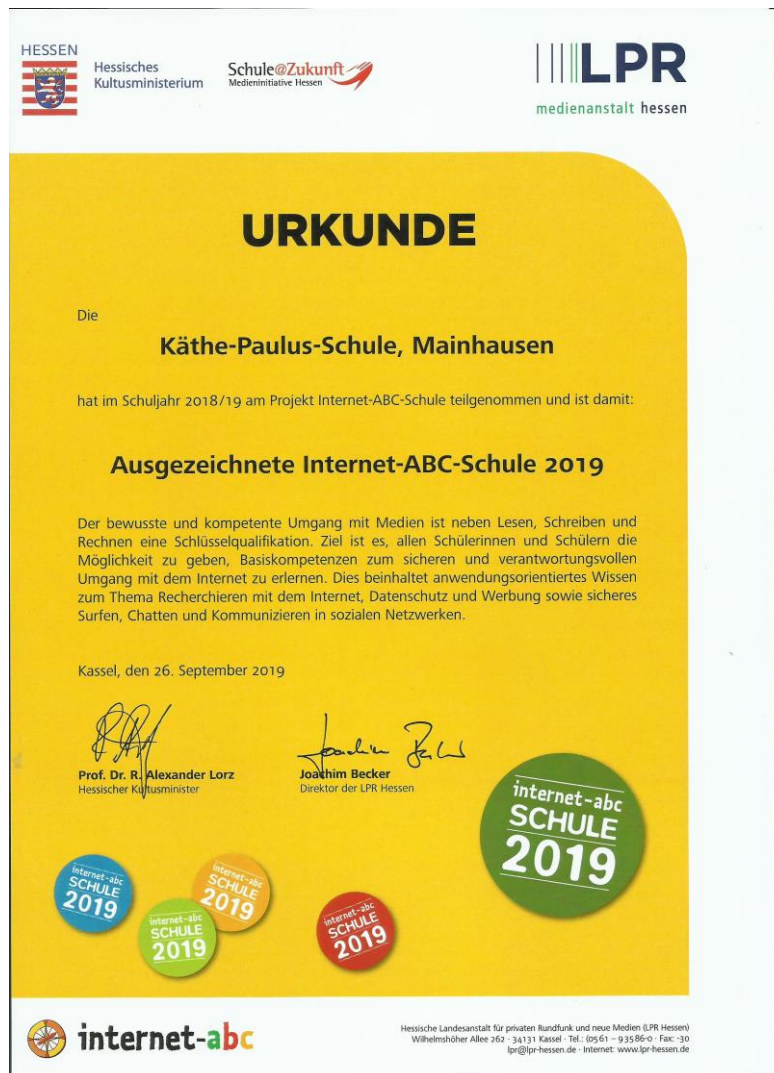 HESSEN
Hessisches
Kultusministerium
Schule@Zukunft
Medieninitiative Hessen
LPR
medienanstalt hessen
URKUNDE
Die
Käthe-Paulus-Schule, Mainhausen
hat im Schuljahr 2018/19 am Projekt Internet-ABC-Schule teilgenommen und ist damit:
Ausgezeichnete Internet-ABC-Schule 2019
Der bewusste und kompetente Umgang mit Medien ist neben Lesen, Schreiben und
Rechnen eine Schlüsselqualifikation. Ziel ist es, allen Schülerinnen und Schülern die
Möglichkeit zu geben, Basiskompetenzen zum sicheren und verantwortungsvollen
Umgang mit dem Internet zu erlernen. Dies beinhaltet anwendungsorientiertes Wissen
zum Thema Recherchieren mit dem Internet, Datenschutz und Werbung sowie sicheres
Surfen, Chatten und Kommunizieren in sozialen Netzwerken.
Kassel, den 26. September 2019
Prof. Dr. R. Alexander Lorz
Hessischer Kultusminister
Joachim Becker
Direktor der LPR Hessen
internet-abc
SCHULE
2019
internet-abc
SCHULE
2019
internet-abc
SCHULE
2019
internet-abc
SCHULE
2019
internet-abc
SCHULE
2019
internet-abc
Hessische Landesanstalt für privaten Rundfunk und neue Medien (LPR Hessen)
Wilhelmshöher Allee 262 · 34131 Kassel · Tel.: (0561 – 93586-0 · Fax: -30
lpr@lpr-hessen.de · Internet: www.lpr-hessen.de